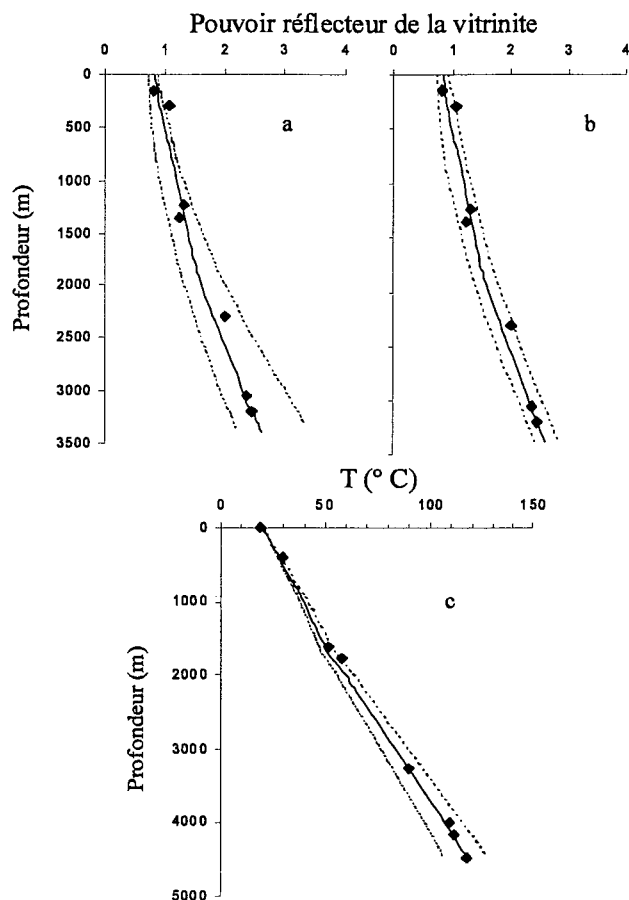 Pouvoir réflecteur de la vitrinite
0 1 2 3 4
0 1 2 3 4
0
500
1000
1500
2000
2500
3000
3500
Profondeur (m)
a
b
T (° C)
0 50 100 150
0
1000
2000
3000
4000
5000
Profondeur (m)
c